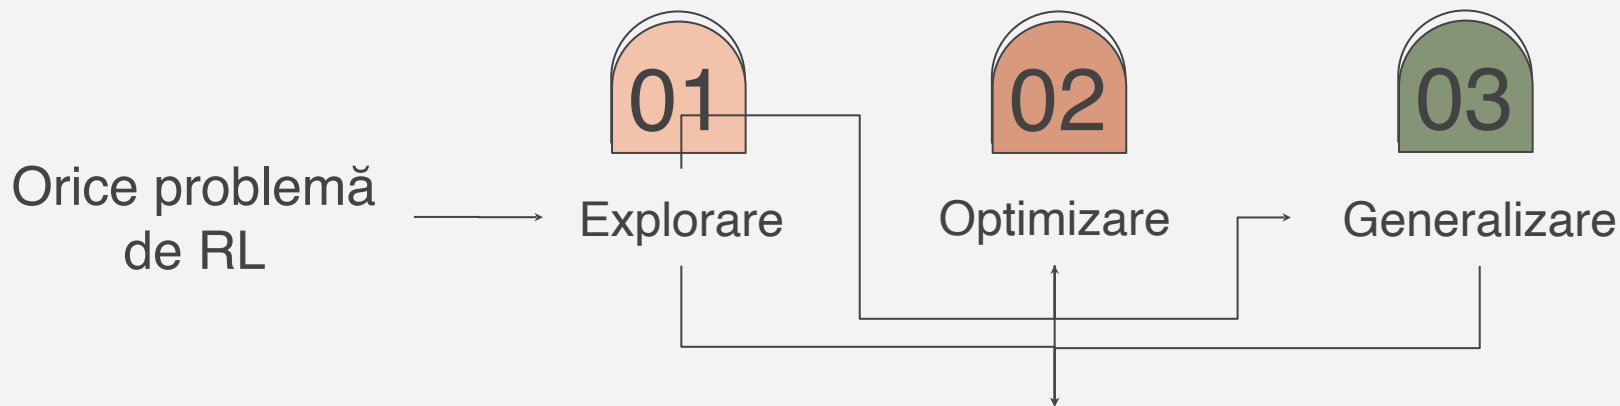 01
02
03
Orice problemă
de RL
Explorare
Optimizare
Generalizare